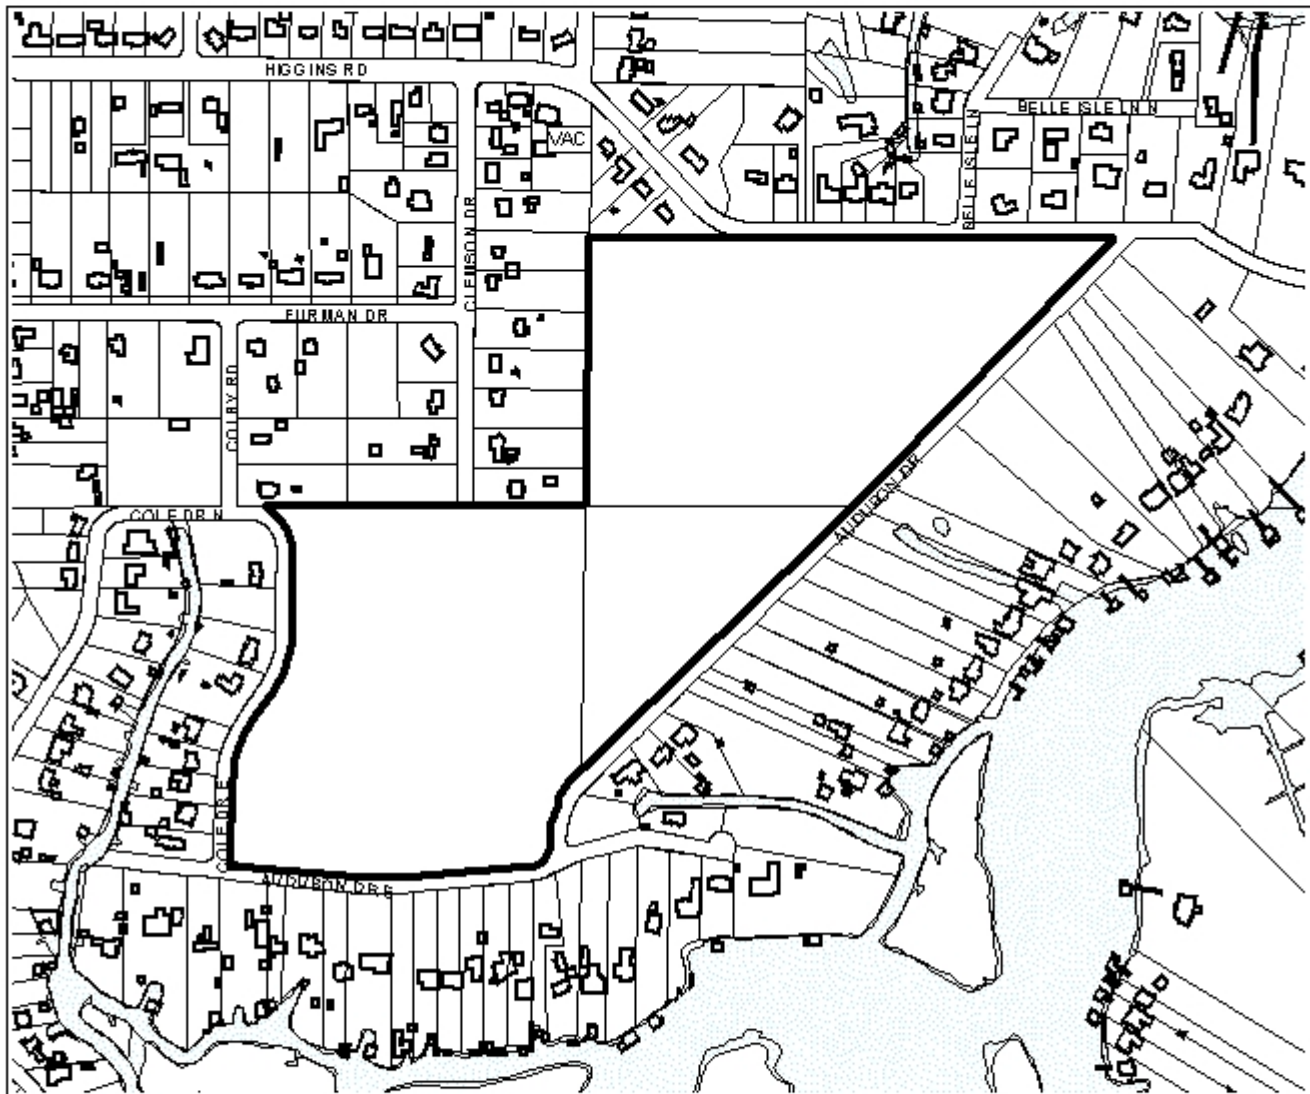 HIGGINS RD
BELLE ISLE LN N
VAC
BELLE ISLE LN
CLEMSON DR
FURMAN DR
COLBY RD
AUDUBON DR
COLE DR N
COLE DR E
AUDUBON DR S